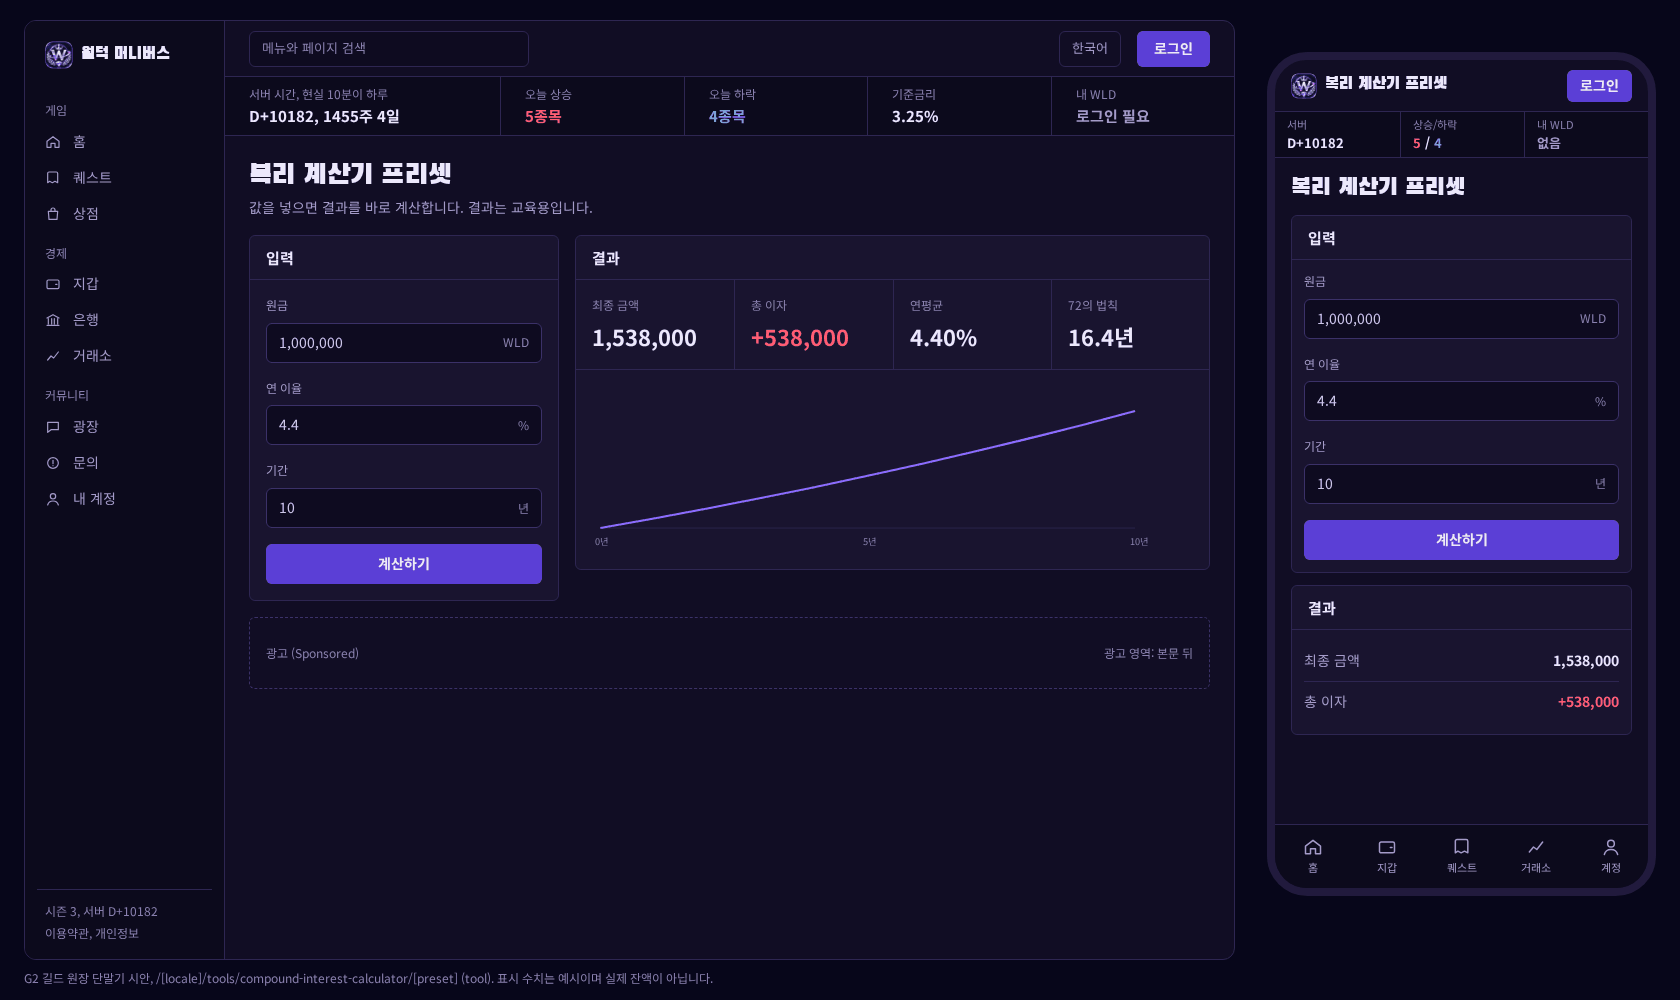 월덕 머니버스
게임
홈
퀘스트
상점
경제
지갑
은행
거래소
커뮤니티
광장
문의
내 계정
시즌 3, 서버 D+10182
이용약관, 개인정보
메뉴와 페이지 검색
한국어
로그인
서버 시간, 현실 10분이 하루
D+10182, 1455주 4일
오늘 상승
5종목
오늘 하락
4종목
기준금리
3.25%
내 WLD
로그인 필요
복리 계산기 프리셋
값을 넣으면 결과를 바로 계산합니다. 결과는 교육용입니다.
입력
원금
1,000,000 WLD
연 이율
4.4 %
기간
10 년
계산하기
결과
최종 금액
1,538,000
총 이자
+538,000
연평균
4.40%
72의 법칙
16.4년
0년 5년 10년
광고 (Sponsored) 광고 영역: 본문 뒤
W
복리 계산기 프리셋
로그인
서버
D+10182
상승/하락
5 / 4
내 WLD
없음
복리 계산기 프리셋
입력
원금
1,000,000 WLD
연 이율
4.4 %
기간
10 년
계산하기
결과
최종 금액 1,538,000
총 이자 +538,000
홈 지갑 퀘스트 거래소 계정
G2 길드 원장 단말기 시안, /[locale]/tools/compound-interest-calculator/[preset] (tool). 표시 수치는 예시이며 실제 잔액이 아닙니다.